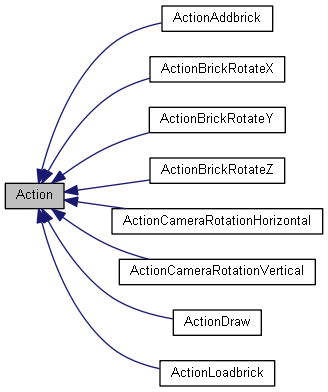 ActionAddbrick
ActionBrickRotateX
ActionBrickRotateY
ActionBrickRotateZ
Action
ActionCameraRotationHorizontal
ActionCameraRotationVertical
ActionDraw
ActionLoadbrick